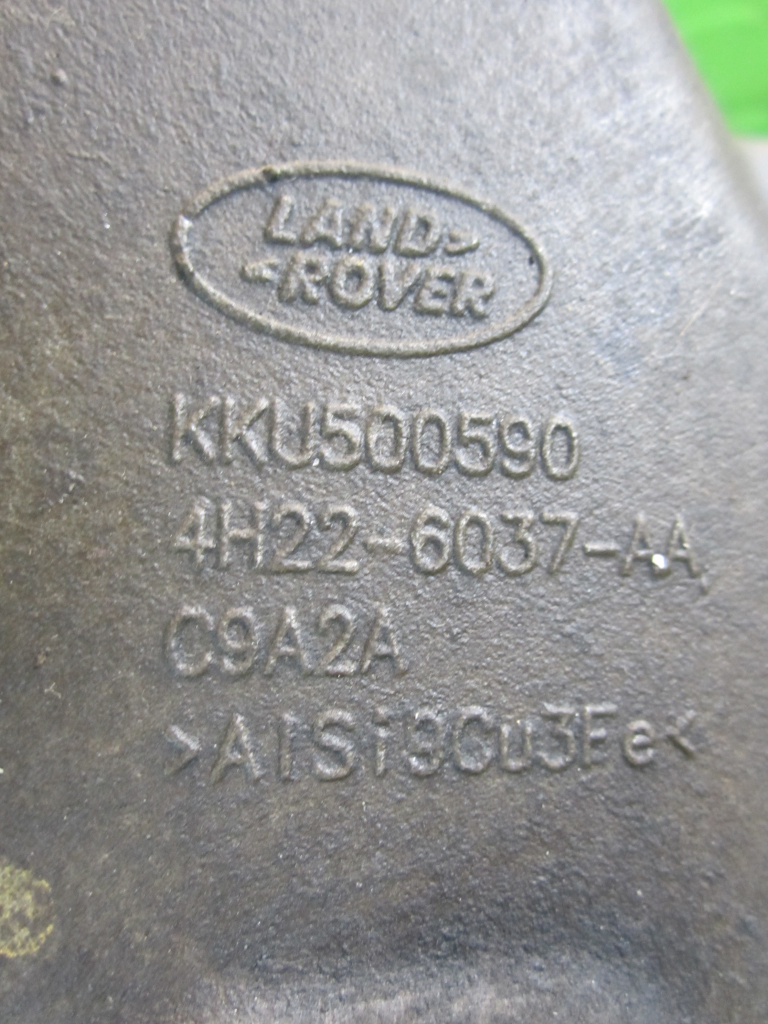 LAND>
<ROVER
KKU500590
4H22-6037-AA
C9A2A
>AlSi9Cu3Fe<